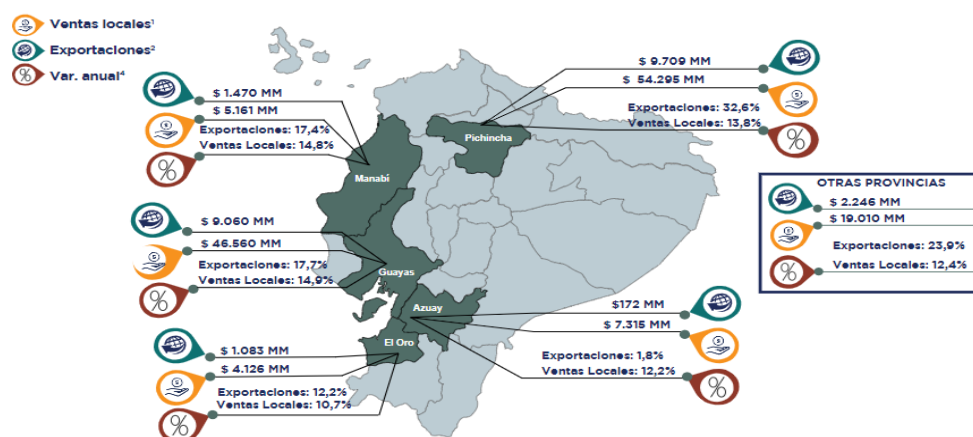 Ventas locales¹
Exportaciones²
Var. anual⁴
$ 1.470 MM
$ 5.161 MM
Exportaciones: 17,4%
Ventas Locales: 14,8%
Manabí
$ 9.709 MM
$ 54.295 MM
Exportaciones: 32,6%
Ventas Locales: 13,8%
Pichincha
$ 9.060 MM
$ 46.560 MM
Exportaciones: 17,7%
Ventas Locales: 14,9%
Guayas
OTRAS PROVINCIAS
$ 2.246 MM
$ 19.010 MM
Exportaciones: 23,9%
Ventas Locales: 12,4%
Azuay
$172 MM
$ 7.315 MM
Exportaciones: 1,8%
Ventas Locales: 12,2%
El Oro
$ 1.083 MM
$ 4.126 MM
Exportaciones: 12,2%
Ventas Locales: 10,7%